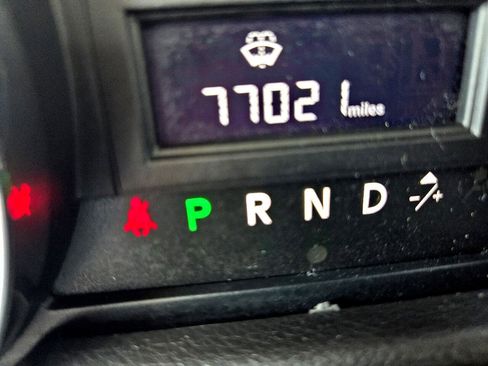 77021 miles
P R N D -/+